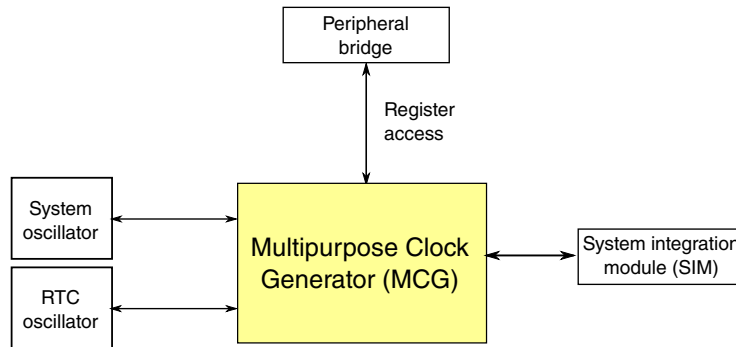 Peripheral
bridge
Register
access
System
oscillator
Multipurpose Clock
Generator (MCG)
System integration
module (SIM)
RTC
oscillator